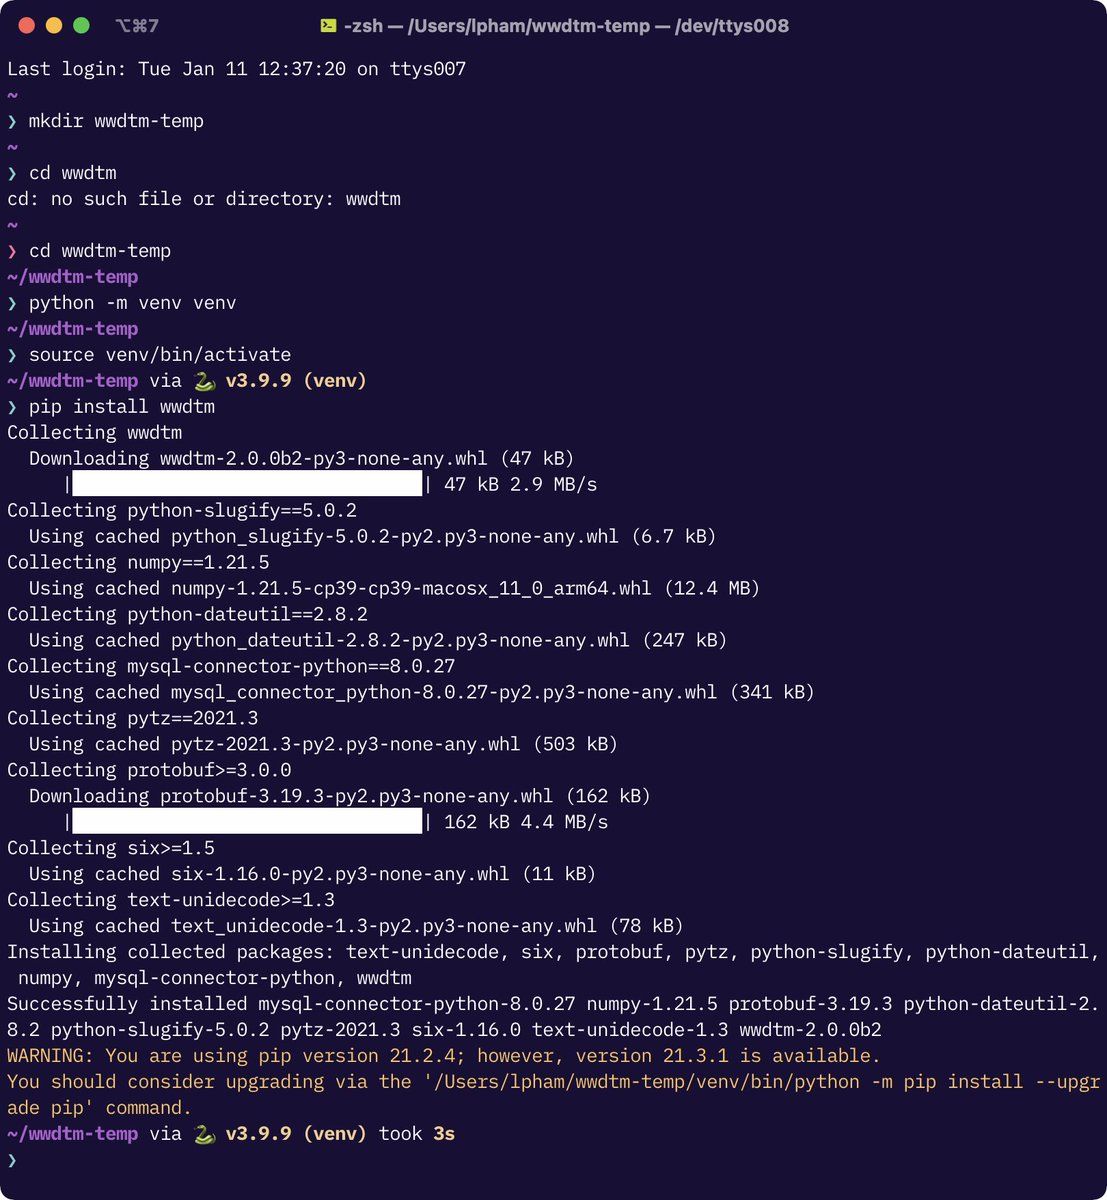 ⌥⌘7
-zsh — /Users/lpham/wwdtm-temp — /dev/ttys008
Last login: Tue Jan 11 12:37:20 on ttys007
~
❯ mkdir wwdtm-temp
~
❯ cd wwdtm
cd: no such file or directory: wwdtm
~
❯ cd wwdtm-temp
~/wwdtm-temp
❯ python -m venv venv
~/wwdtm-temp
❯ source venv/bin/activate
~/wwdtm-temp via 🐍 v3.9.9 (venv)
❯ pip install wwdtm
Collecting wwdtm
  Downloading wwdtm-2.0.0b2-py3-none-any.whl (47 kB)
     |████████████████████████████████| 47 kB 2.9 MB/s
Collecting python-slugify==5.0.2
  Using cached python_slugify-5.0.2-py2.py3-none-any.whl (6.7 kB)
Collecting numpy==1.21.5
  Using cached numpy-1.21.5-cp39-cp39-macosx_11_0_arm64.whl (12.4 MB)
Collecting python-dateutil==2.8.2
  Using cached python_dateutil-2.8.2-py2.py3-none-any.whl (247 kB)
Collecting mysql-connector-python==8.0.27
  Using cached mysql_connector_python-8.0.27-py2.py3-none-any.whl (341 kB)
Collecting pytz==2021.3
  Using cached pytz-2021.3-py2.py3-none-any.whl (503 kB)
Collecting protobuf>=3.0.0
  Downloading protobuf-3.19.3-py2.py3-none-any.whl (162 kB)
     |████████████████████████████████| 162 kB 4.4 MB/s
Collecting six>=1.5
  Using cached six-1.16.0-py2.py3-none-any.whl (11 kB)
Collecting text-unidecode>=1.3
  Using cached text_unidecode-1.3-py2.py3-none-any.whl (78 kB)
Installing collected packages: text-unidecode, six, protobuf, pytz, python-slugify, python-dateutil,
 numpy, mysql-connector-python, wwdtm
Successfully installed mysql-connector-python-8.0.27 numpy-1.21.5 protobuf-3.19.3 python-dateutil-2.
8.2 python-slugify-5.0.2 pytz-2021.3 six-1.16.0 text-unidecode-1.3 wwdtm-2.0.0b2
WARNING: You are using pip version 21.2.4; however, version 21.3.1 is available.
You should consider upgrading via the '/Users/lpham/wwdtm-temp/venv/bin/python -m pip install --upgr
ade pip' command.
~/wwdtm-temp via 🐍 v3.9.9 (venv) took 3s
❯